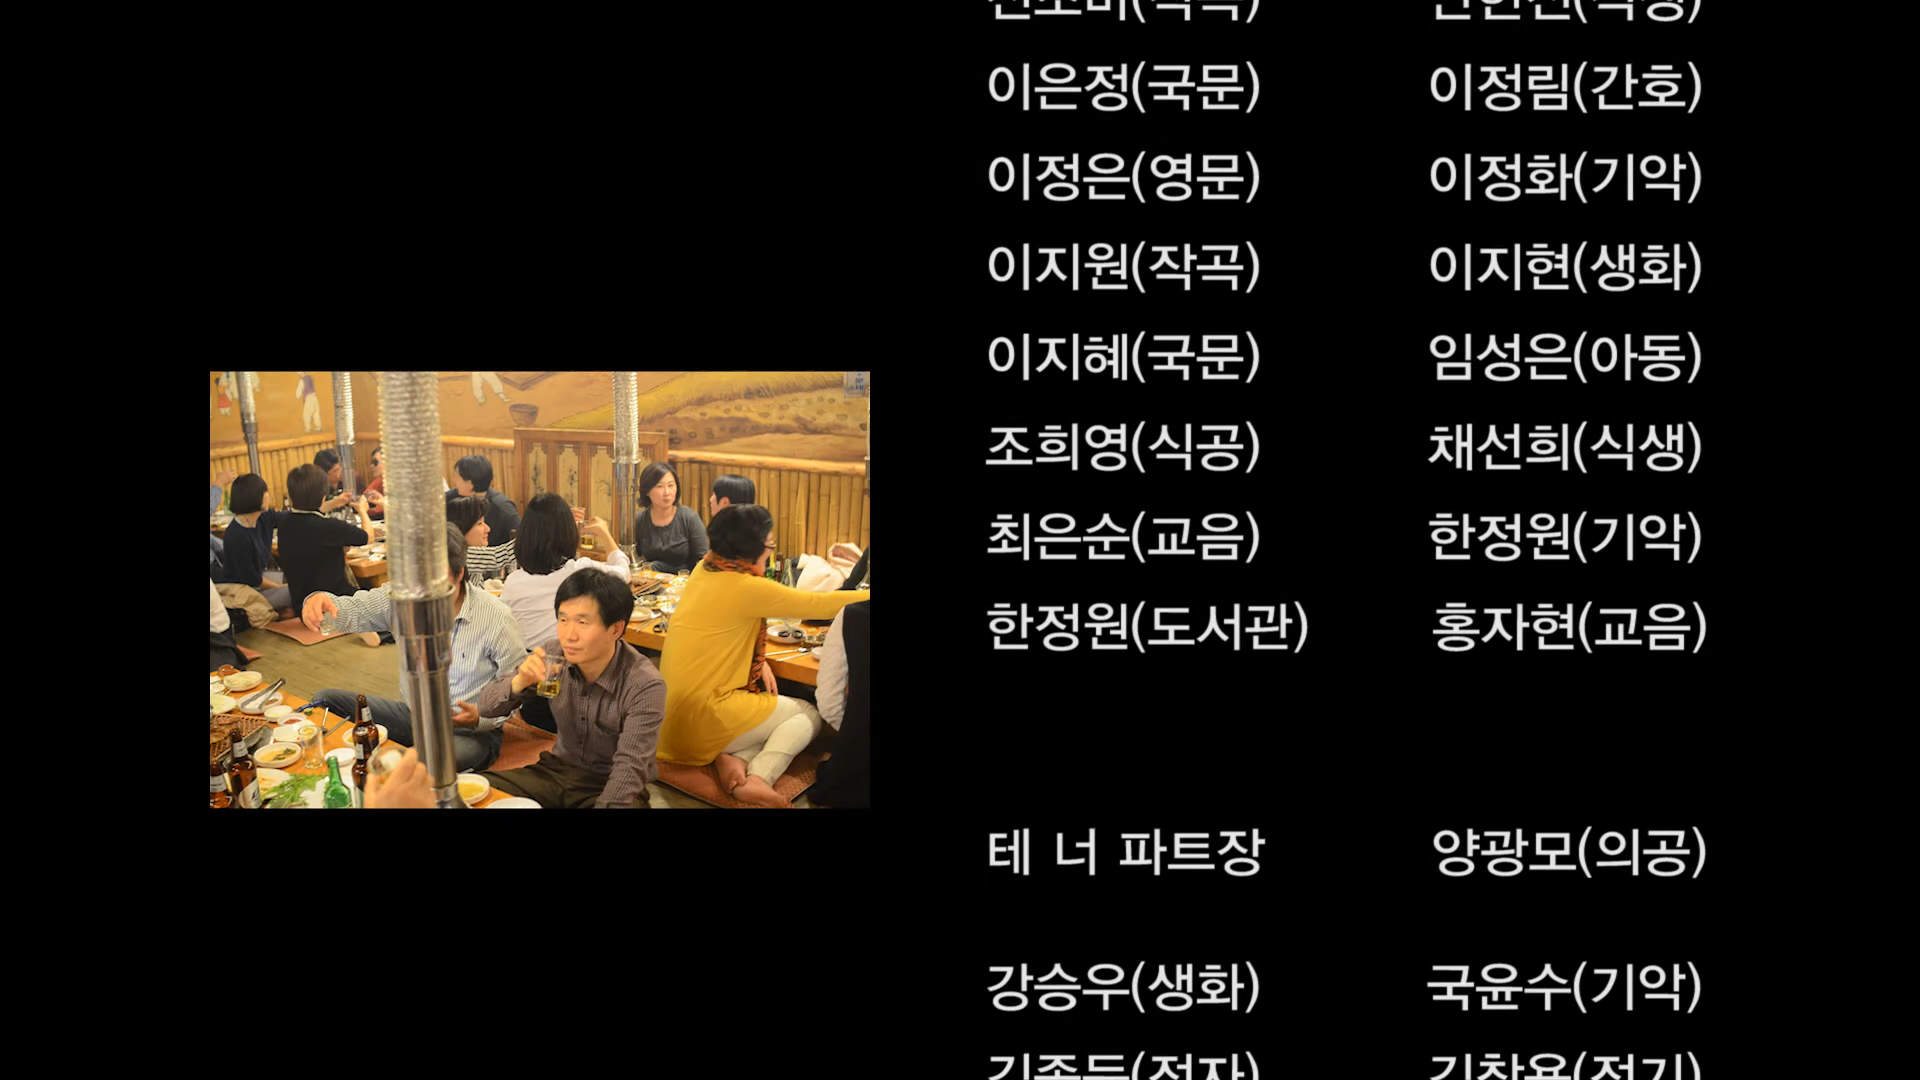 이은정(국문) 이정림(간호)
이정은(영문) 이정화(기악)
이지원(작곡) 이지현(생화)
이지혜(국문) 임성은(아동)
조희영(식공) 채선희(식생)
최은순(교음) 한정원(기악)
한정원(도서관) 홍자현(교음)
테 너 파트장 양광모(의공)
강승우(생화) 국윤수(기악)